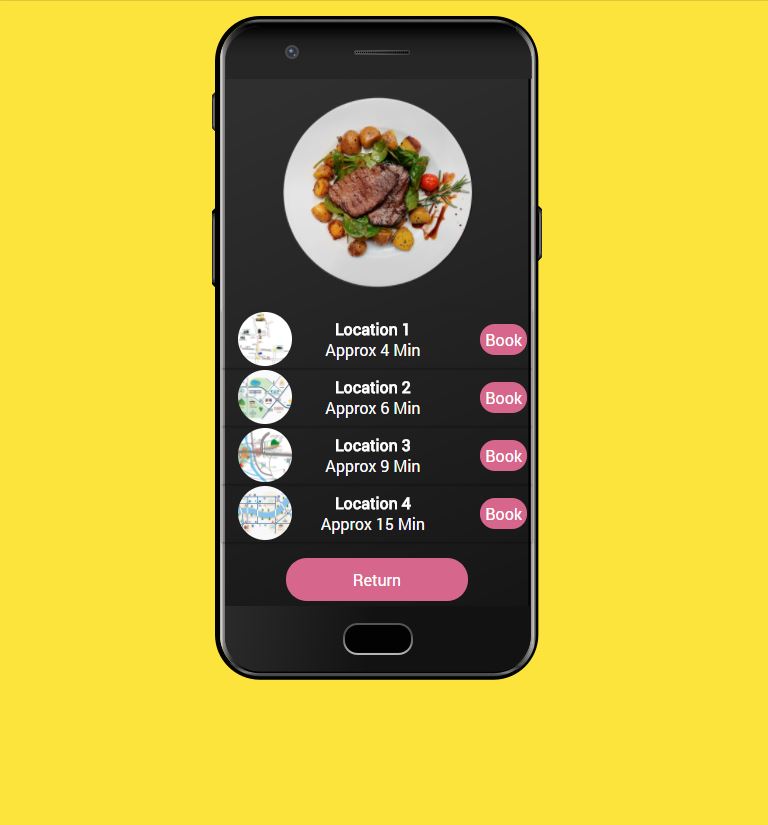 Location 1
Approx 4 Min
Book
Location 2
Approx 6 Min
Book
Location 3
Approx 9 Min
Book
Location 4
Approx 15 Min
Book
Return